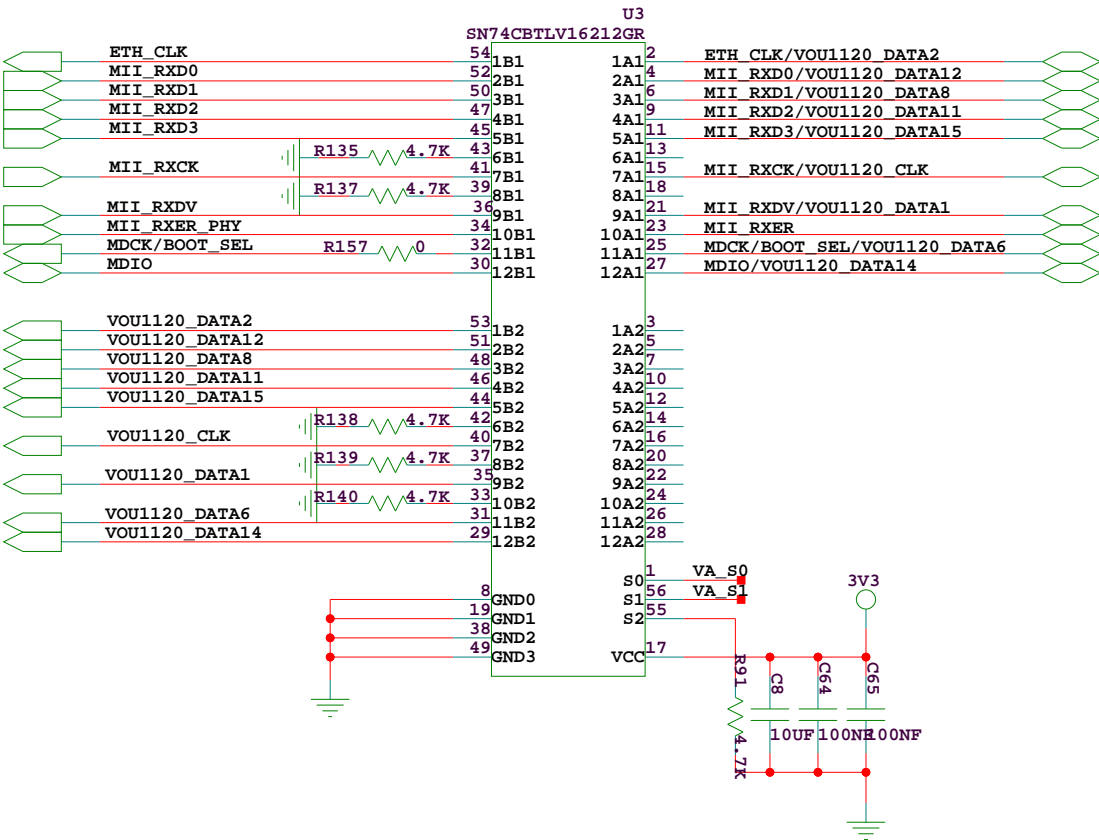 U3
SN74CBTLV16212GR
ETH_CLK 54 1B1 1A1 2 ETH_CLK/VOU1120_DATA2
MII_RXD0 52 2B1 2A1 4 MII_RXD0/VOU1120_DATA12
MII_RXD1 50 3B1 3A1 6 MII_RXD1/VOU1120_DATA8
MII_RXD2 47 4B1 4A1 9 MII_RXD2/VOU1120_DATA11
MII_RXD3 45 5B1 5A1 11 MII_RXD3/VOU1120_DATA15
R135 4.7K 43 6B1 6A1 13
MII_RXCK 41 7B1 7A1 15 MII_RXCK/VOU1120_CLK
R137 4.7K 39 8B1 8A1 18
MII_RXDV 36 9B1 9A1 21 MII_RXDV/VOU1120_DATA1
MII_RXER_PHY 34 10B1 10A1 23 MII_RXER
MDCK/BOOT_SEL R157 0 32 11B1 11A1 25 MDCK/BOOT_SEL/VOU1120_DATA6
MDIO 30 12B1 12A1 27 MDIO/VOU1120_DATA14
VOU1120_DATA2 53 1B2 1A2 3
VOU1120_DATA12 51 2B2 2A2 5
VOU1120_DATA8 48 3B2 3A2 7
VOU1120_DATA11 46 4B2 4A2 10
VOU1120_DATA15 44 5B2 5A2 12
R138 4.7K 42 6B2 6A2 14
VOU1120_CLK 40 7B2 7A2 16
R139 4.7K 37 8B2 8A2 20
VOU1120_DATA1 35 9B2 9A2 22
R140 4.7K 33 10B2 10A2 24
VOU1120_DATA6 31 11B2 11A2 26
VOU1120_DATA14 29 12B2 12A2 28
S0 1 VA_S0
S1 56 VA_S1
3V3
8 GND0
19 GND1 S2 55
38 GND2
49 GND3 VCC 17
R91 4.7K
C8 10UF
C64 100NF
C65 100NF